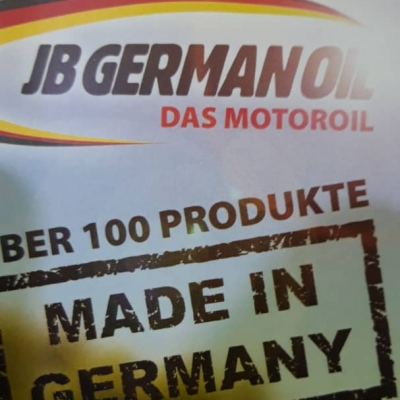 JB GERMAN OIL
DAS MOTOROIL
BER 100 PRODUKTE
MADE IN
GERMANY